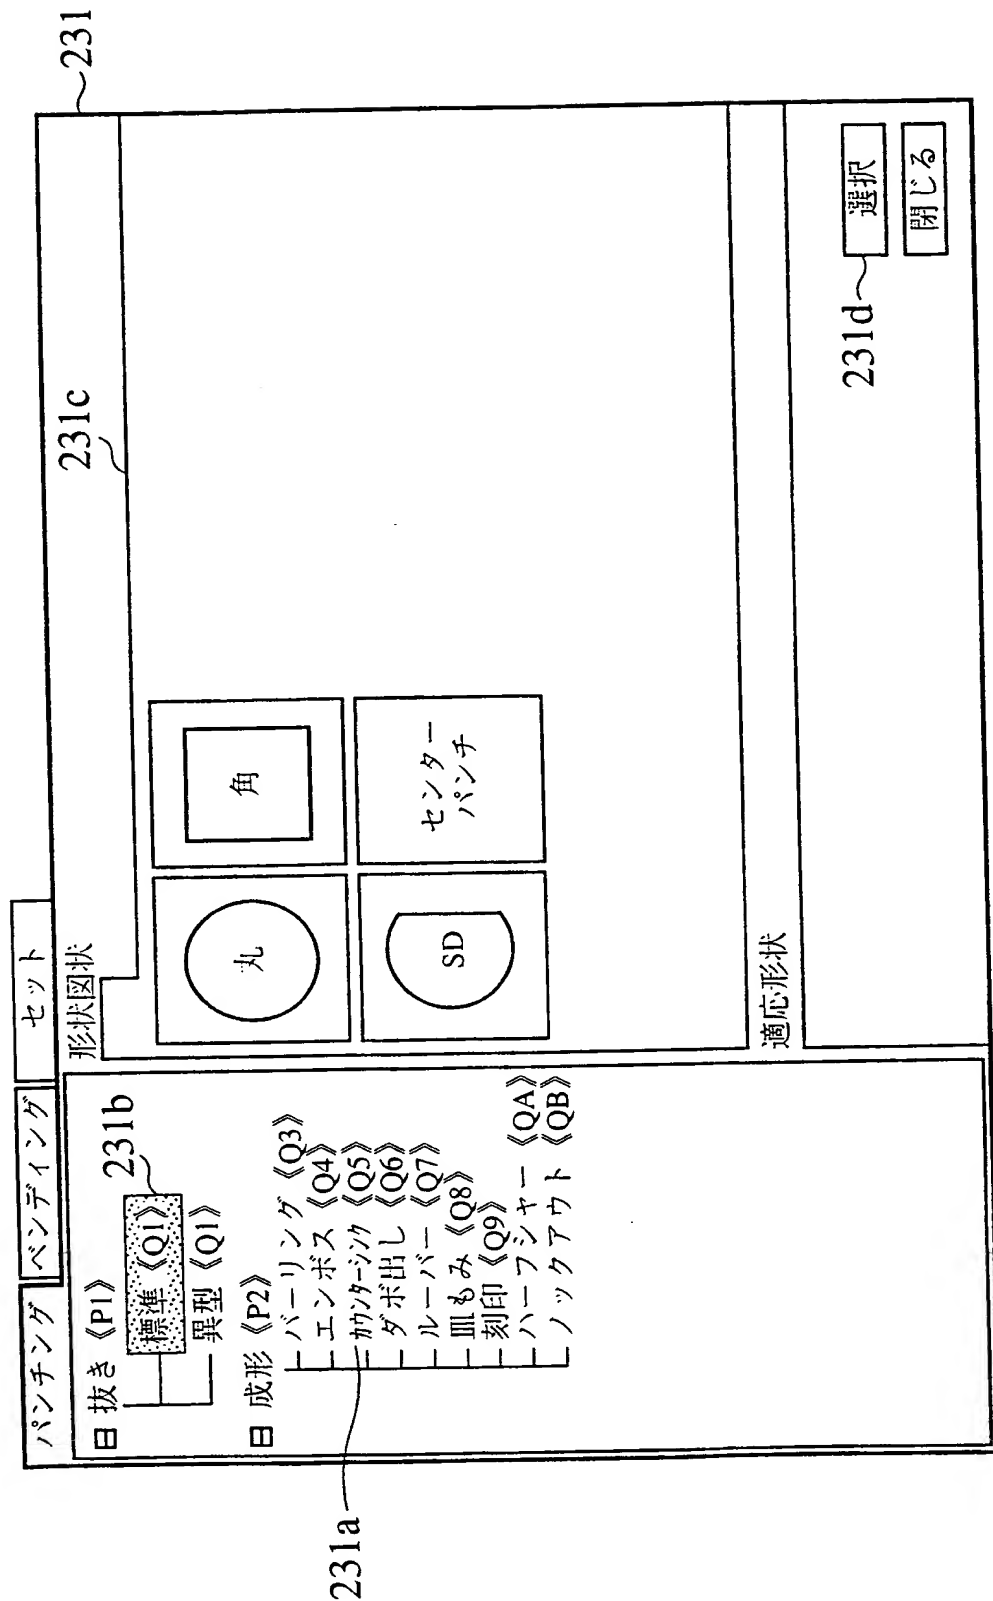 231
パンチング
ベンディング
セット
日 抜き 《P1》
標準 《Q1》
231b
異型 《Q1》
日 成形 《P2》
バーリング 《Q3》
エンボス 《Q4》
カウンターシンク 《Q5》
ダボ出し 《Q6》
ルーバー 《Q7》
皿もみ 《Q8》
刻印 《Q9》
ハーフシャー 《QA》
ノックアウト 《QB》
231a
形状図状
231c
丸
角
SD
センター
パンチ
適応形状
231d
選択
閉じる